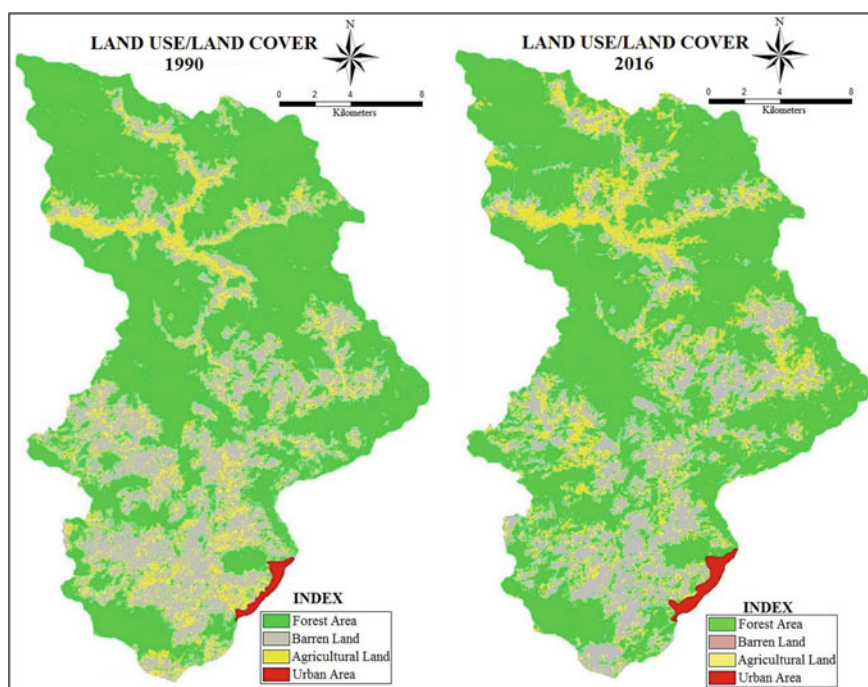 LAND USE/LAND COVER
1990
N
0 2 4 8
Kilometers
INDEX
Forest Area
Barren Land
Agricultural Land
Urban Area
LAND USE/LAND COVER
2016
N
0 2 4 8
Kilometers
INDEX
Forest Area
Barren Land
Agricultural Land
Urban Area